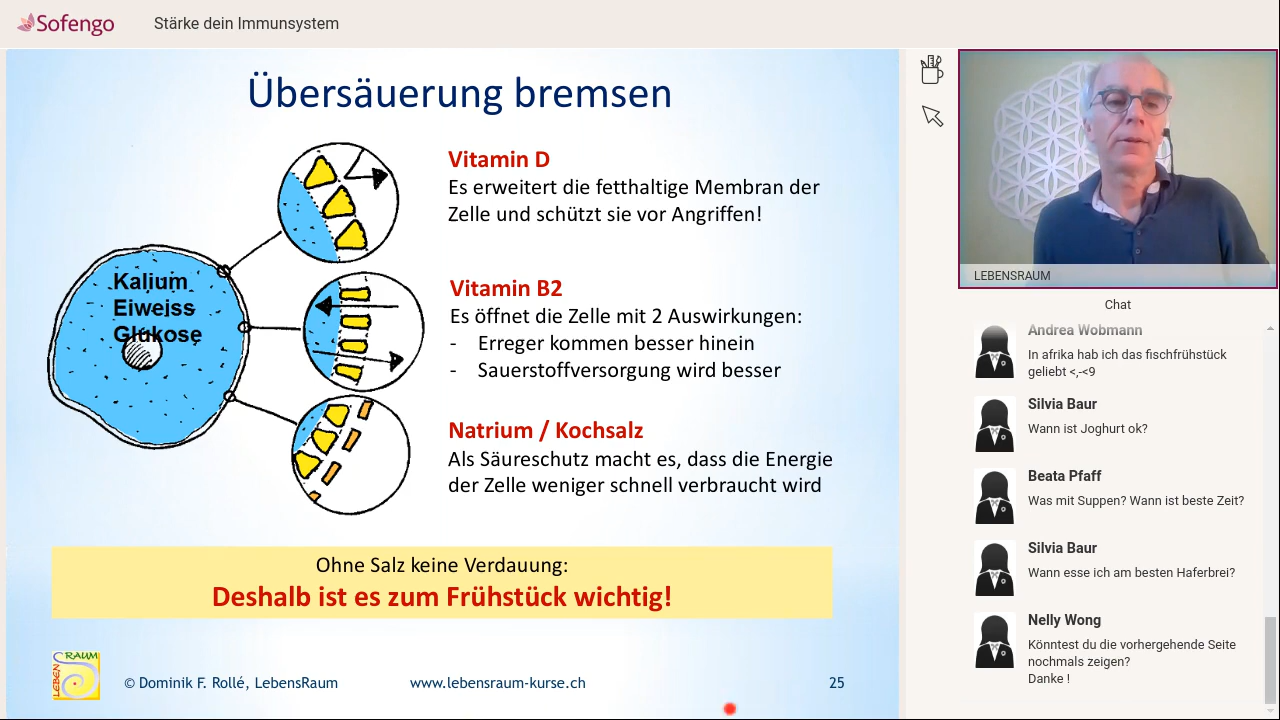 Sofengo
Stärke dein Immunsystem
Übersäuerung bremsen
Kalium
Eiweiss
Glukose
Vitamin D
Es erweitert die fetthaltige Membran der
Zelle und schützt sie vor Angriffen!
Vitamin B2
Es öffnet die Zelle mit 2 Auswirkungen:
- Erreger kommen besser hinein
- Sauerstoffversorgung wird besser
Natrium / Kochsalz
Als Säureschutz macht es, dass die Energie
der Zelle weniger schnell verbraucht wird
Ohne Salz keine Verdauung:
Deshalb ist es zum Frühstück wichtig!
LEBENS
RAUM
© Dominik F. Rollé, LebensRaum
www.lebensraum-kurse.ch
25
LEBENSRAUM
Chat
Andrea Wobmann
In afrika hab ich das fischfrühstück
geliebt <,-<9
Silvia Baur
Wann ist Joghurt ok?
Beata Pfaff
Was mit Suppen? Wann ist beste Zeit?
Silvia Baur
Wann esse ich am besten Haferbrei?
Nelly Wong
Könntest du die vorhergehende Seite
nochmals zeigen?
Danke !